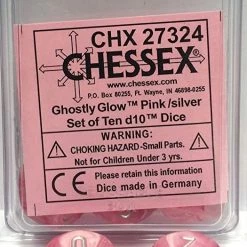 CHX 27324
CHESSEX®
www.chessex.com
P.O. Box 80255, Ft. Wayne, IN 46898-0255
Ghostly Glow™ Pink/silver
Set of Ten d10™ Dice
WARNING:
CHOKING HAZARD-Small Parts.
Not for Children Under 3 yrs.
CE
Please retain this information
Dice made in Germany
0
7